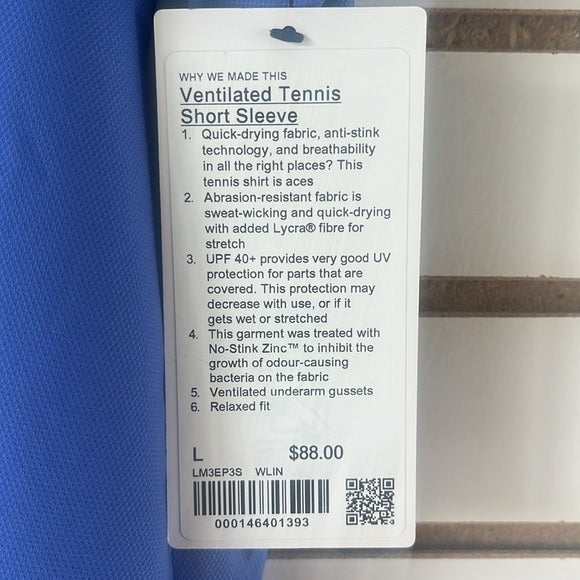 WHY WE MADE THIS
Ventilated Tennis
Short Sleeve
1. Quick-drying fabric, anti-stink
technology, and breathability
in all the right places? This
tennis shirt is aces
2. Abrasion-resistant fabric is
sweat-wicking and quick-drying
with added Lycra® fibre for
stretch
3. UPF 40+ provides very good UV
protection for parts that are
covered. This protection may
decrease with use, or if it
gets wet or stretched
4. This garment was treated with
No-Stink Zinc™ to inhibit the
growth of odour-causing
bacteria on the fabric
5. Ventilated underarm gussets
6. Relaxed fit
L $88.00
LM3EP3S WLIN
000146401393